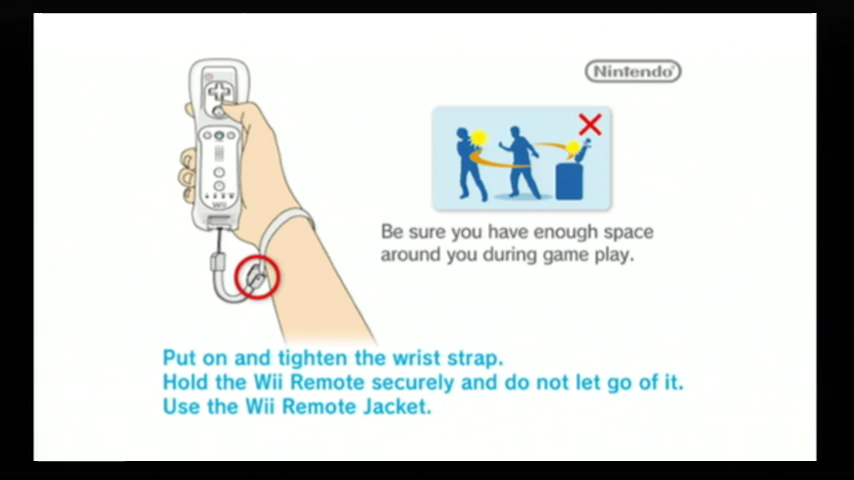 Nintendo
Wii
Be sure you have enough space
around you during game play.
Put on and tighten the wrist strap.
Hold the Wii Remote securely and do not let go of it.
Use the Wii Remote Jacket.